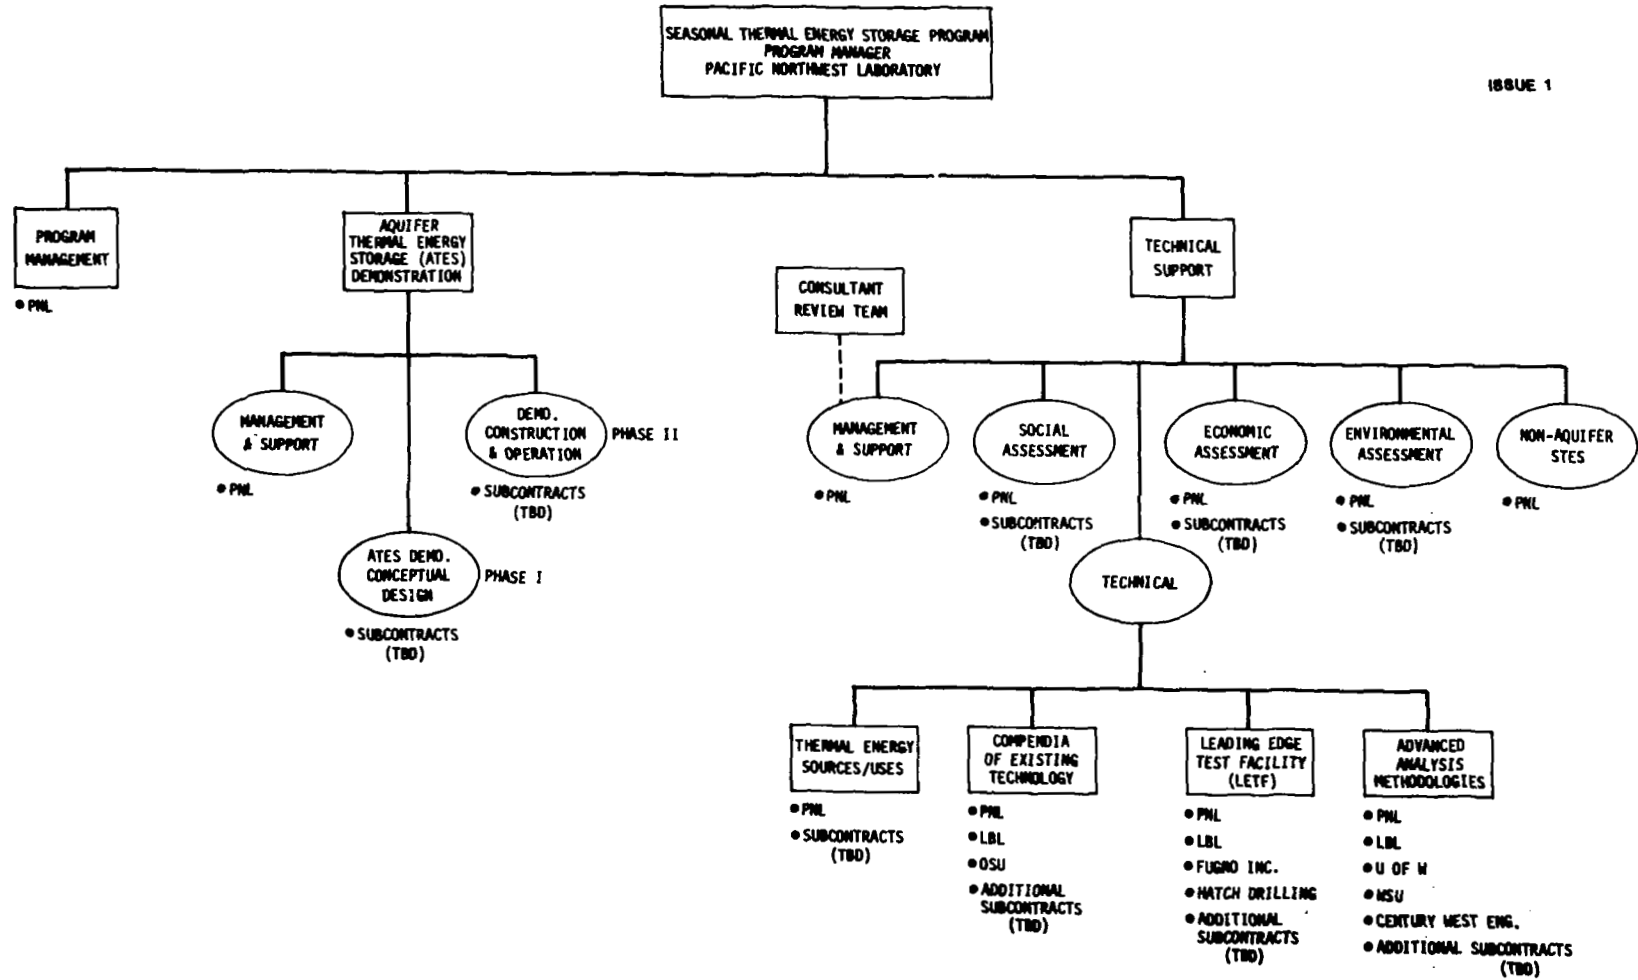 SEASONAL THERMAL ENERGY STORAGE PROGRAM
PROGRAM MANAGER
PACIFIC NORTHWEST LABORATORY
ISSUE 1
PROGRAM
MANAGEMENT
● PNL
AQUIFER
THERMAL ENERGY
STORAGE (ATES)
DEMONSTRATION
TECHNICAL
SUPPORT
CONSULTANT
REVIEW TEAM
MANAGEMENT
& SUPPORT
● PNL
DEMO.
CONSTRUCTION
& OPERATION
PHASE II
● SUBCONTRACTS
(TBD)
ATES DEMO.
CONCEPTUAL
DESIGN
PHASE I
● SUBCONTRACTS
(TBD)
MANAGEMENT
& SUPPORT
● PNL
SOCIAL
ASSESSMENT
● PNL
● SUBCONTRACTS
(TBD)
ECONOMIC
ASSESSMENT
● PNL
● SUBCONTRACTS
(TBD)
ENVIRONMENTAL
ASSESSMENT
● PNL
● SUBCONTRACTS
(TBD)
NON-AQUIFER
STES
● PNL
TECHNICAL
THERMAL ENERGY
SOURCES/USES
● PNL
● SUBCONTRACTS
(TBD)
COMPENDIA
OF EXISTING
TECHNOLOGY
● PNL
● LBL
● OSU
● ADDITIONAL
SUBCONTRACTS
(TBD)
LEADING EDGE
TEST FACILITY
(LETF)
● PNL
● LBL
● FUGRO INC.
● HATCH DRILLING
● ADDITIONAL
SUBCONTRACTS
(TBD)
ADVANCED
ANALYSIS
METHODOLOGIES
● PNL
● LBL
● U OF W
● WSU
● CENTURY WEST ENG.
● ADDITIONAL SUBCONTRACTS
(TBD)